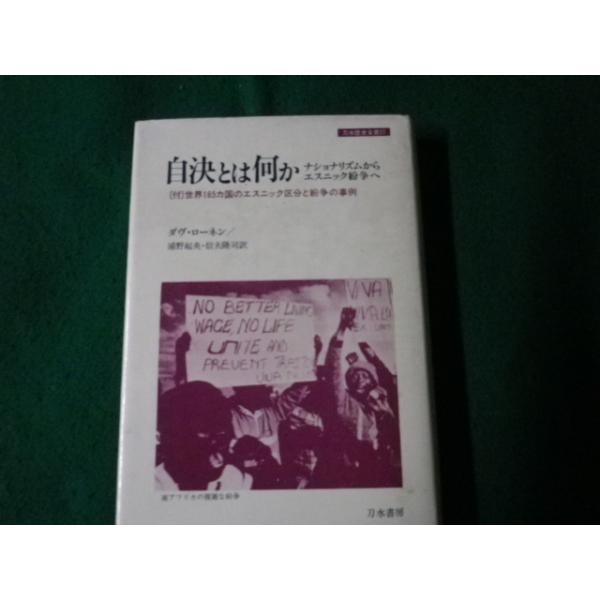 自決とは何か ナショナリズムから
エスニック紛争へ
〔付〕世界165カ国のエスニック区分と紛争の事例
ダヴ・ローネン/
浦野起央・信夫隆司訳
NO BETTER LIVING
WAGE, NO LIFE
UNITE AND
PREVENT
VIVA
VIVA
南アフリカの複雑な紛争
刀水書房